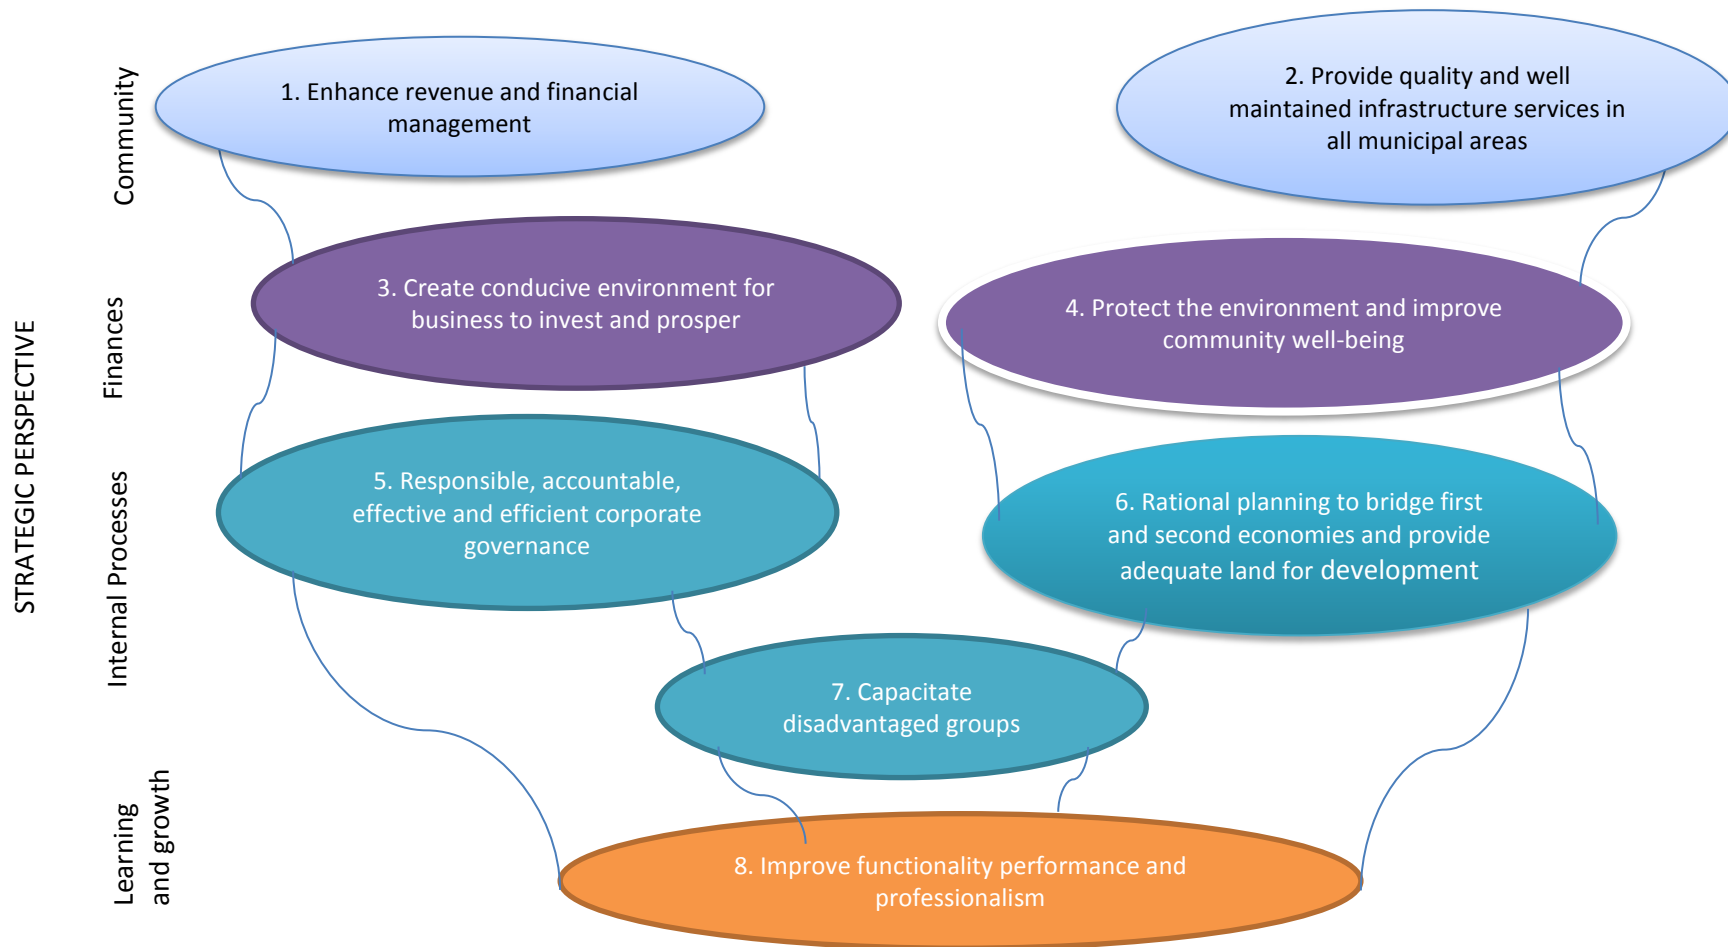 STRATEGIC PERSPECTIVE
Community
1. Enhance revenue and financial
management
2. Provide quality and well
maintained infrastructure services in
all municipal areas
Finances
3. Create conducive environment for
business to invest and prosper
4. Protect the environment and improve
community well-being
Internal Processes
5. Responsible, accountable,
effective and efficient corporate
governance
6. Rational planning to bridge first
and second economies and provide
adequate land for development
7. Capacitate
disadvantaged groups
Learning
and growth
8. Improve functionality performance and
professionalism